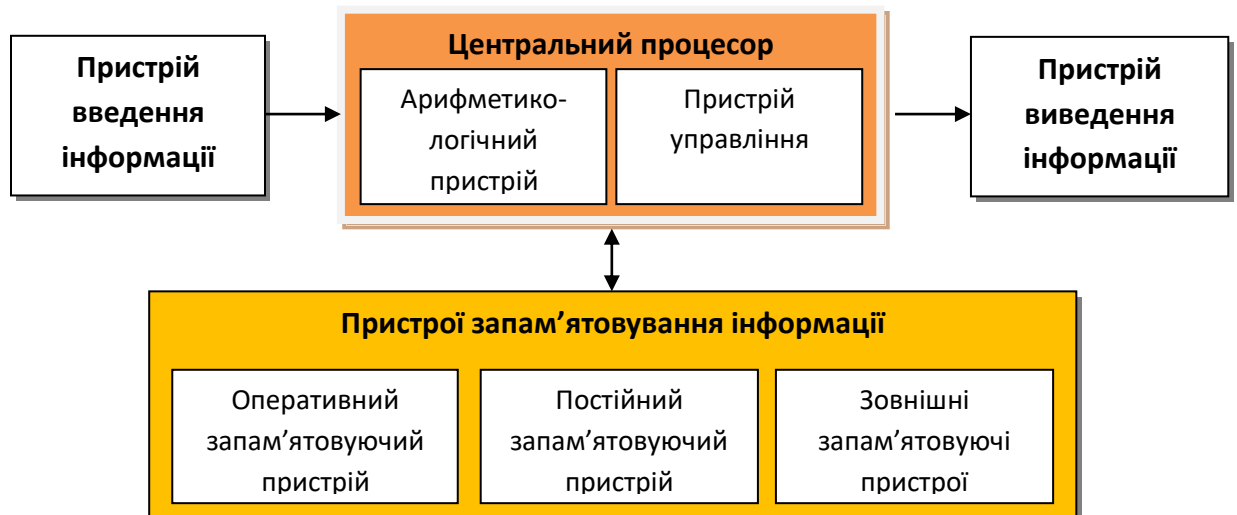 Пристрій
введення
інформації
Центральний процесор
Арифметико-
логічний
пристрій
Пристрій
управління
Пристрій
виведення
інформації
Пристрої запам’ятовування інформації
Оперативний
запам’ятовуючий
пристрій
Постійний
запам’ятовуючий
пристрій
Зовнішні
запам’ятовуючі
пристрої